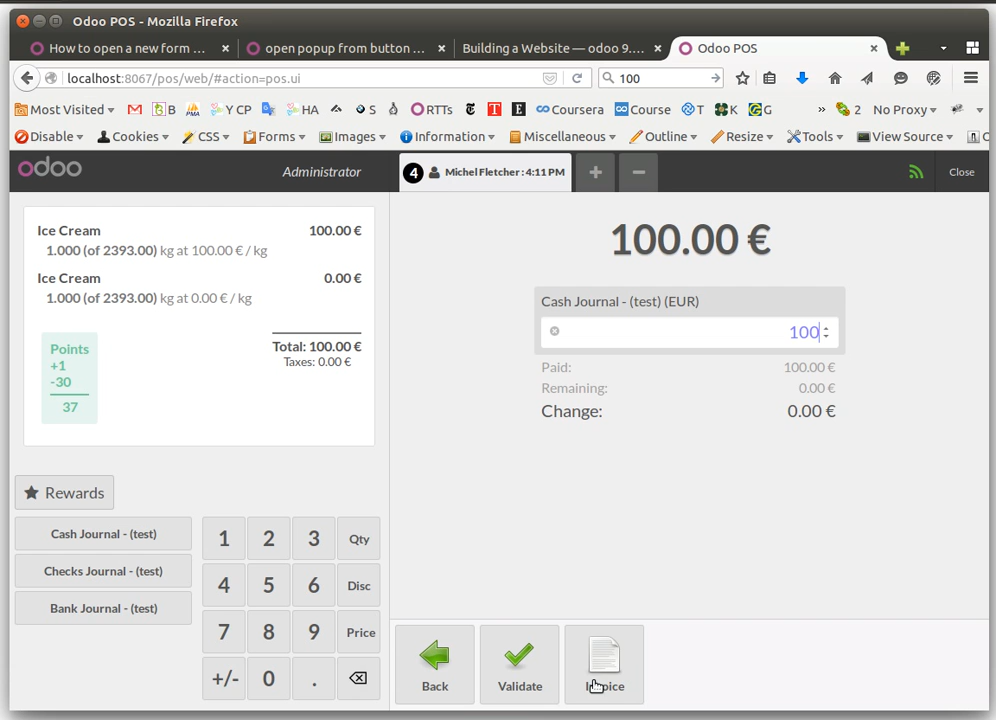 Odoo POS - Mozilla Firefox
How to open a new form ...
open popup from button ...
Building a Website — odoo 9....
Odoo POS
localhost:8067/pos/web/#action=pos.ui
100
Most Visited
B
Y CP
HA
S
RTTs
T
E
Coursera
Course
T
K
G
»
2
No Proxy
Disable
Cookies
CSS
Forms
Images
Information
Miscellaneous
Outline
Resize
Tools
View Source
odoo
Administrator
4 Michel Fletcher : 4:11 PM
+
−
Close
Ice Cream 100.00 €
1.000 (of 2393.00) kg at 100.00 € / kg
Ice Cream 0.00 €
1.000 (of 2393.00) kg at 0.00 € / kg
Total: 100.00 €
Taxes: 0.00 €
Points
+1
-30
37
100.00 €
Cash Journal - (test) (EUR)
100
Paid: 100.00 €
Remaining: 0.00 €
Change: 0.00 €
Rewards
Cash Journal - (test)
Checks Journal - (test)
Bank Journal - (test)
1 2 3 Qty
4 5 6 Disc
7 8 9 Price
+/- 0 .
Back
Validate
Invoice